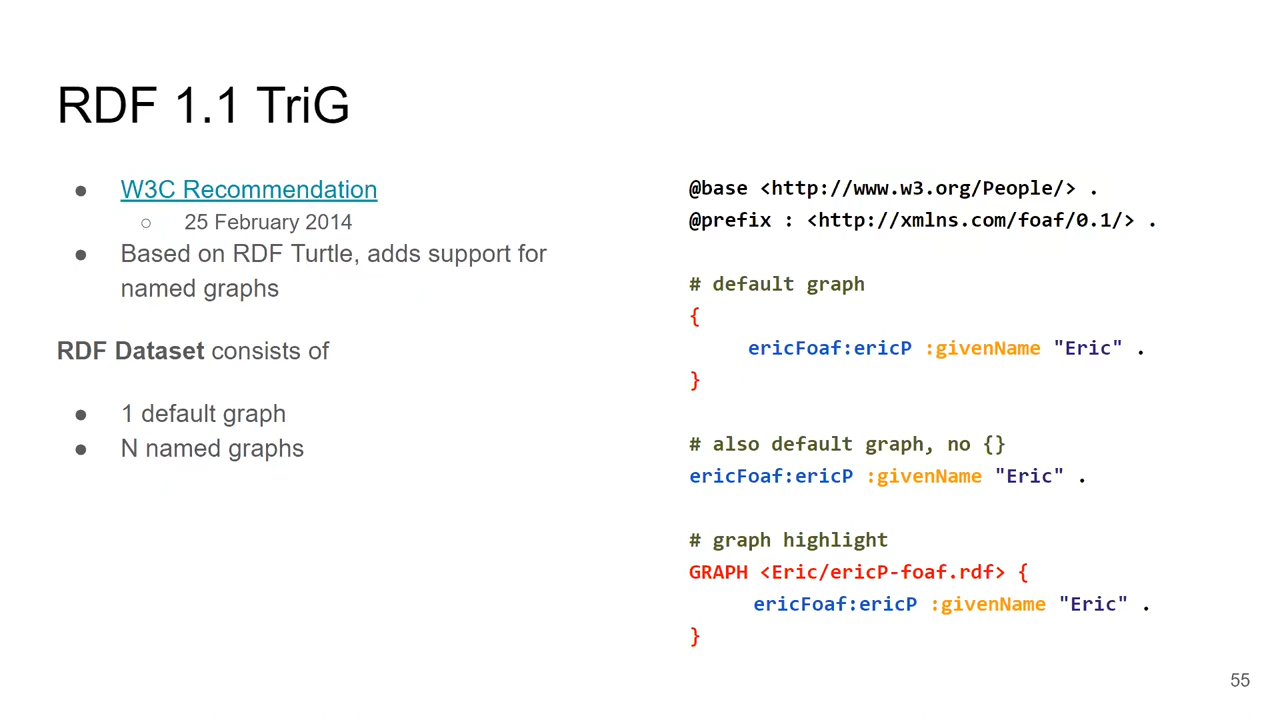 RDF 1.1 TriG
● W3C Recommendation
○ 25 February 2014
● Based on RDF Turtle, adds support for
named graphs
RDF Dataset consists of
● 1 default graph
● N named graphs
@base <http://www.w3.org/People/> .
@prefix : <http://xmlns.com/foaf/0.1/> .
# default graph
{
ericFoaf:ericP :givenName "Eric" .
}
# also default graph, no {}
ericFoaf:ericP :givenName "Eric" .
# graph highlight
GRAPH <Eric/ericP-foaf.rdf> {
ericFoaf:ericP :givenName "Eric" .
}
55